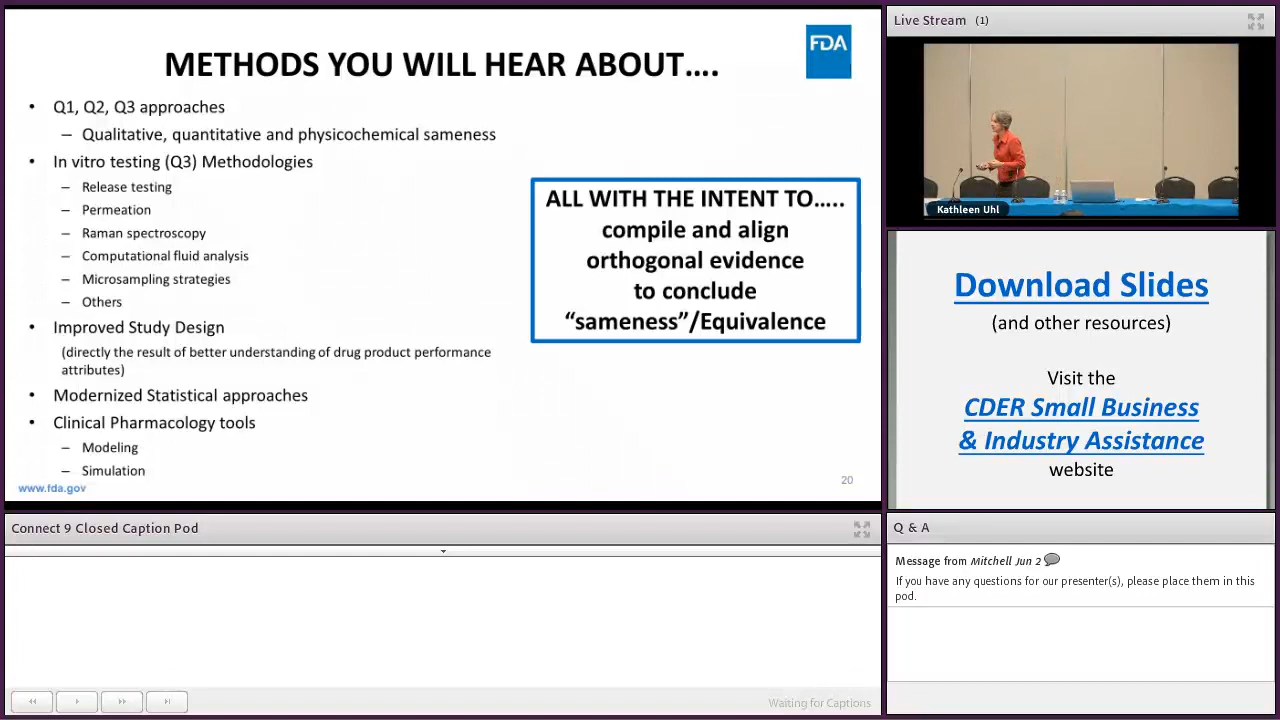 METHODS YOU WILL HEAR ABOUT....
FDA
• Q1, Q2, Q3 approaches
– Qualitative, quantitative and physicochemical sameness
• In vitro testing (Q3) Methodologies
– Release testing
– Permeation
– Raman spectroscopy
– Computational fluid analysis
– Microsampling strategies
– Others
• Improved Study Design
(directly the result of better understanding of drug product performance
attributes)
• Modernized Statistical approaches
• Clinical Pharmacology tools
– Modeling
– Simulation
ALL WITH THE INTENT TO.....
compile and align
orthogonal evidence
to conclude
“sameness”/Equivalence
www.fda.gov
20
Live Stream (1)
Kathleen Uhl
Download Slides
(and other resources)
Visit the
CDER Small Business
& Industry Assistance
website
Connect 9 Closed Caption Pod
Waiting for Captions
Q & A
Message from Mitchell Jun 2
If you have any questions for our presenter(s), please place them in this
pod.